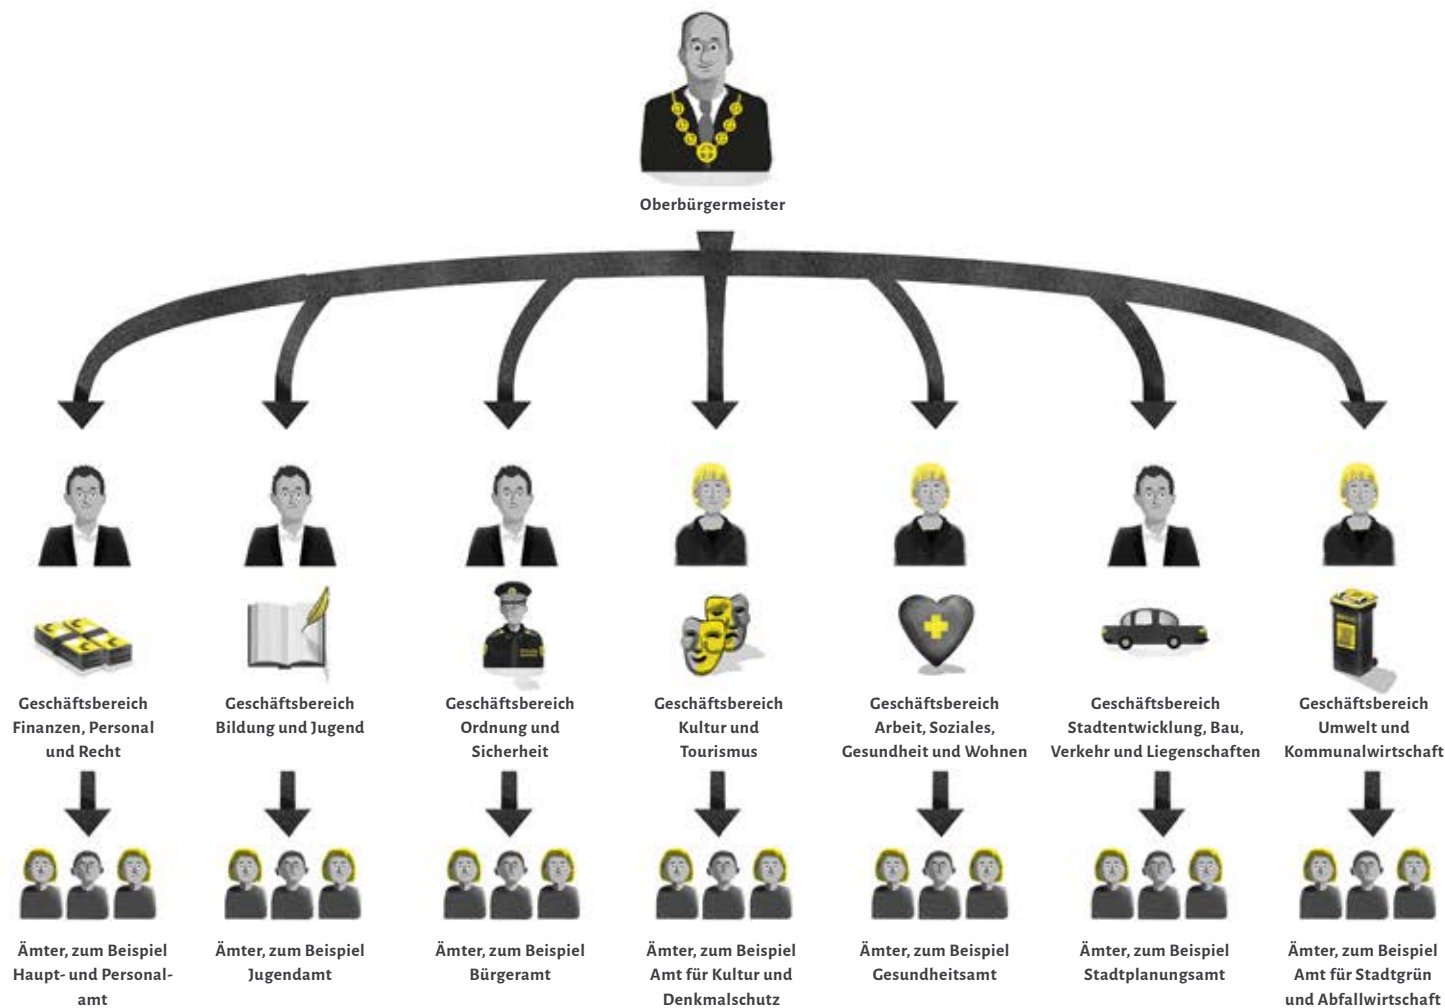 Oberbürgermeister
Geschäftsbereich
Finanzen, Personal
und Recht
Geschäftsbereich
Bildung und Jugend
Geschäftsbereich
Ordnung und
Sicherheit
Geschäftsbereich
Kultur und
Tourismus
Geschäftsbereich
Arbeit, Soziales,
Gesundheit und Wohnen
Geschäftsbereich
Stadtentwicklung, Bau,
Verkehr und Liegenschaften
Geschäftsbereich
Umwelt und
Kommunalwirtschaft
Ämter, zum Beispiel
Haupt- und Personal-
amt
Ämter, zum Beispiel
Jugendamt
Ämter, zum Beispiel
Bürgeramt
Ämter, zum Beispiel
Amt für Kultur und
Denkmalschutz
Ämter, zum Beispiel
Gesundheitsamt
Ämter, zum Beispiel
Stadtplanungsamt
Ämter, zum Beispiel
Amt für Stadtgrün
und Abfallwirtschaft